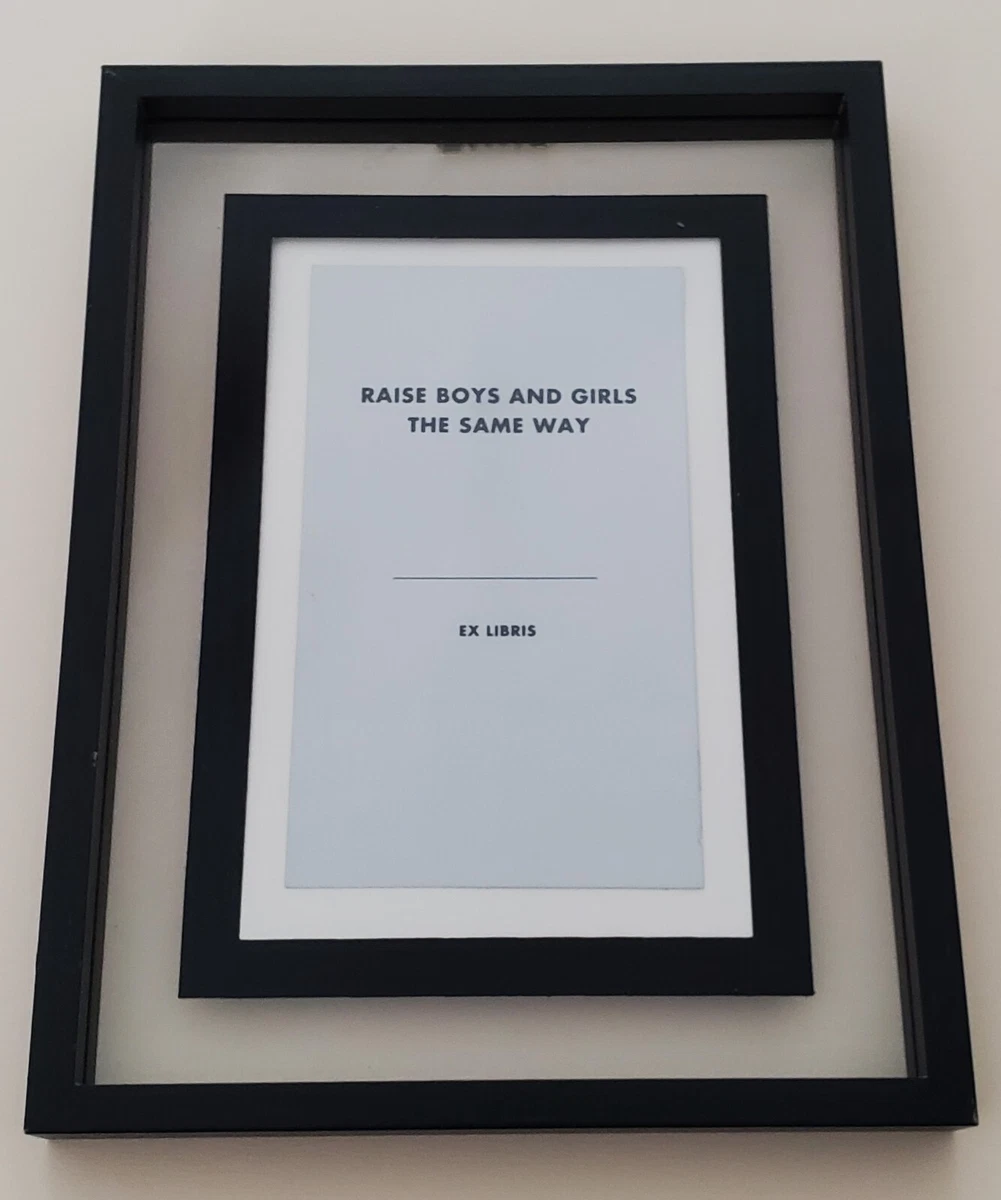 RAISE BOYS AND GIRLS
THE SAME WAY
EX LIBRIS